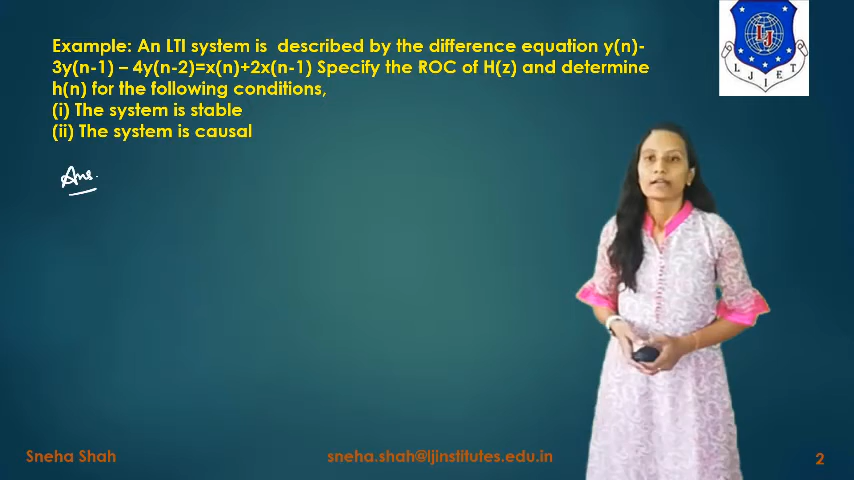 Example: An LTI system is described by the difference equation y(n)-
3y(n-1) – 4y(n-2)=x(n)+2x(n-1) Specify the ROC of H(z) and determine
h(n) for the following conditions,
(i) The system is stable
(ii) The system is causal
Ans.
LJ
LJIET
Sneha Shah
sneha.shah@ljinstitutes.edu.in
2